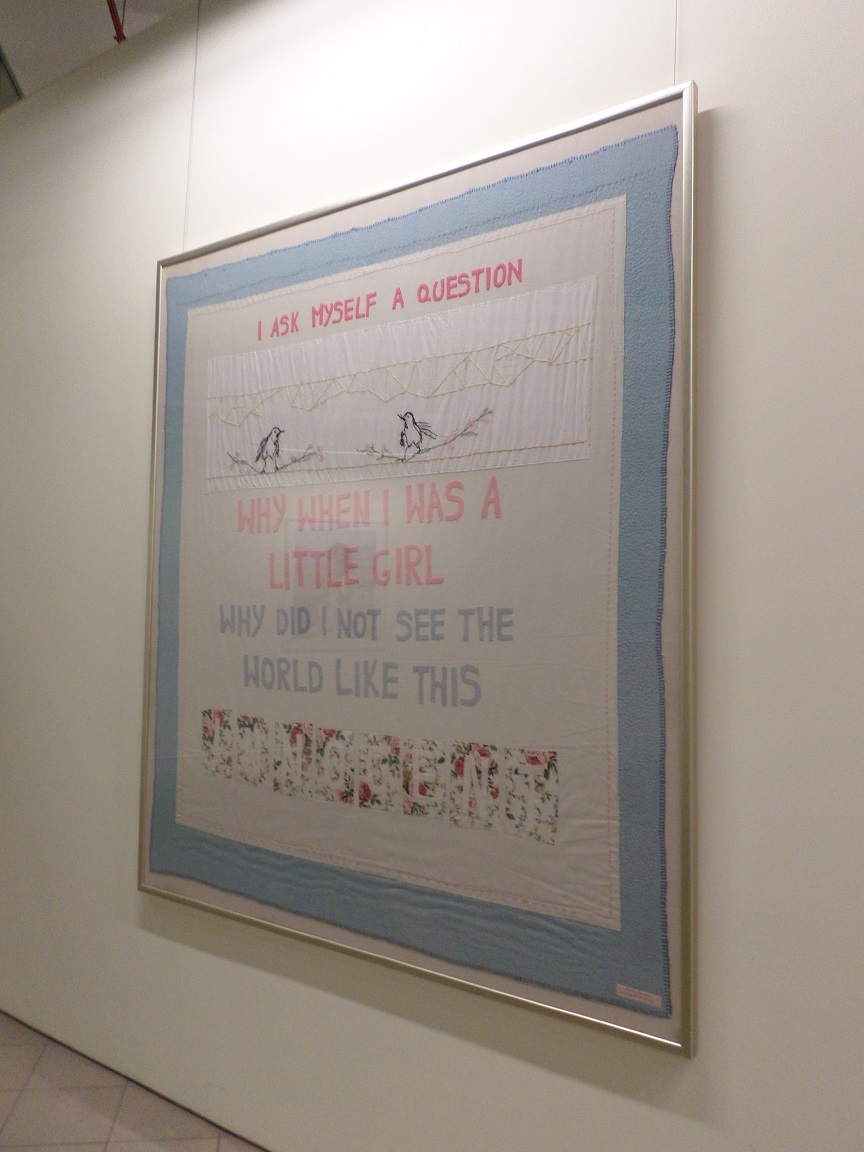 I ASK MYSELF A QUESTION
WHY WHEN I WAS A
LITTLE GIRL
WHY DID I NOT SEE THE
WORLD LIKE THIS